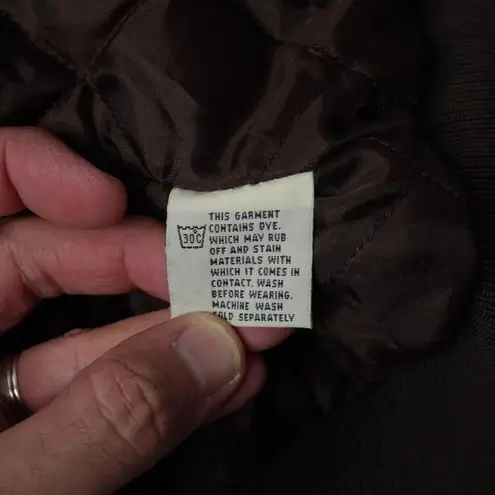 THIS GARMENT
CONTAINS DYE.
30C WHICH MAY RUB
OFF AND STAIN
MATERIALS WITH
WHICH IT COMES IN
CONTACT. WASH
BEFORE WEARING.
MACHINE WASH
COLD SEPARATELY